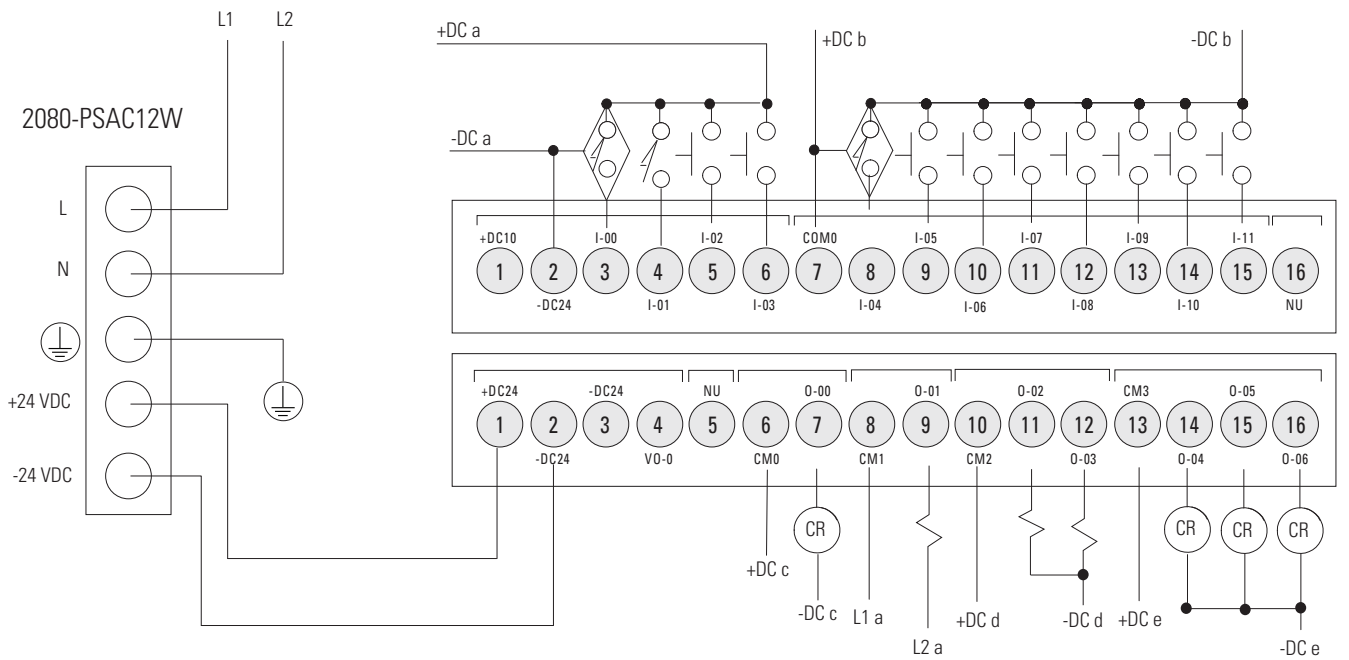 L1 L2
+DC a
+DC b
-DC b
2080-PSAC12W
-DC a
L
N
+24 VDC
-24 VDC
+DC10 I-00 I-02 COM0 I-05 I-07 I-09 I-11
1 2 3 4 5 6 7 8 9 10 11 12 13 14 15 16
-DC24 I-01 I-03 I-04 I-06 I-08 I-10 NU
+DC24 -DC24 NU O-00 O-01 O-02 CM3 O-05
1 2 3 4 5 6 7 8 9 10 11 12 13 14 15 16
-DC24 VO-0 CM0 CM1 CM2 O-03 O-04 O-06
CR CR CR CR
+DC c
-DC c L1 a +DC d -DC d +DC e
L2 a -DC e